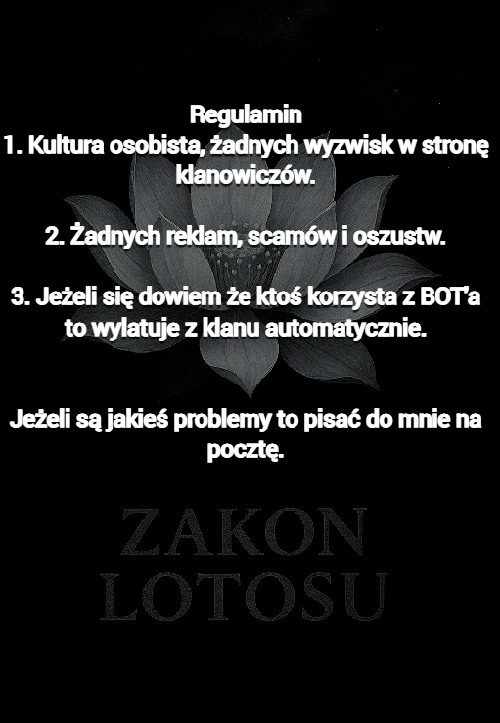 Regulamin
1. Kultura osobista, żadnych wyzwisk w stronę
klanowiczów.
2. Żadnych reklam, scamów i oszustw.
3. Jeżeli się dowiem że ktoś korzysta z BOT'a
to wylatuje z klanu automatycznie.
Jeżeli są jakieś problemy to pisać do mnie na
pocztę.
ZAKON
LOTOSU